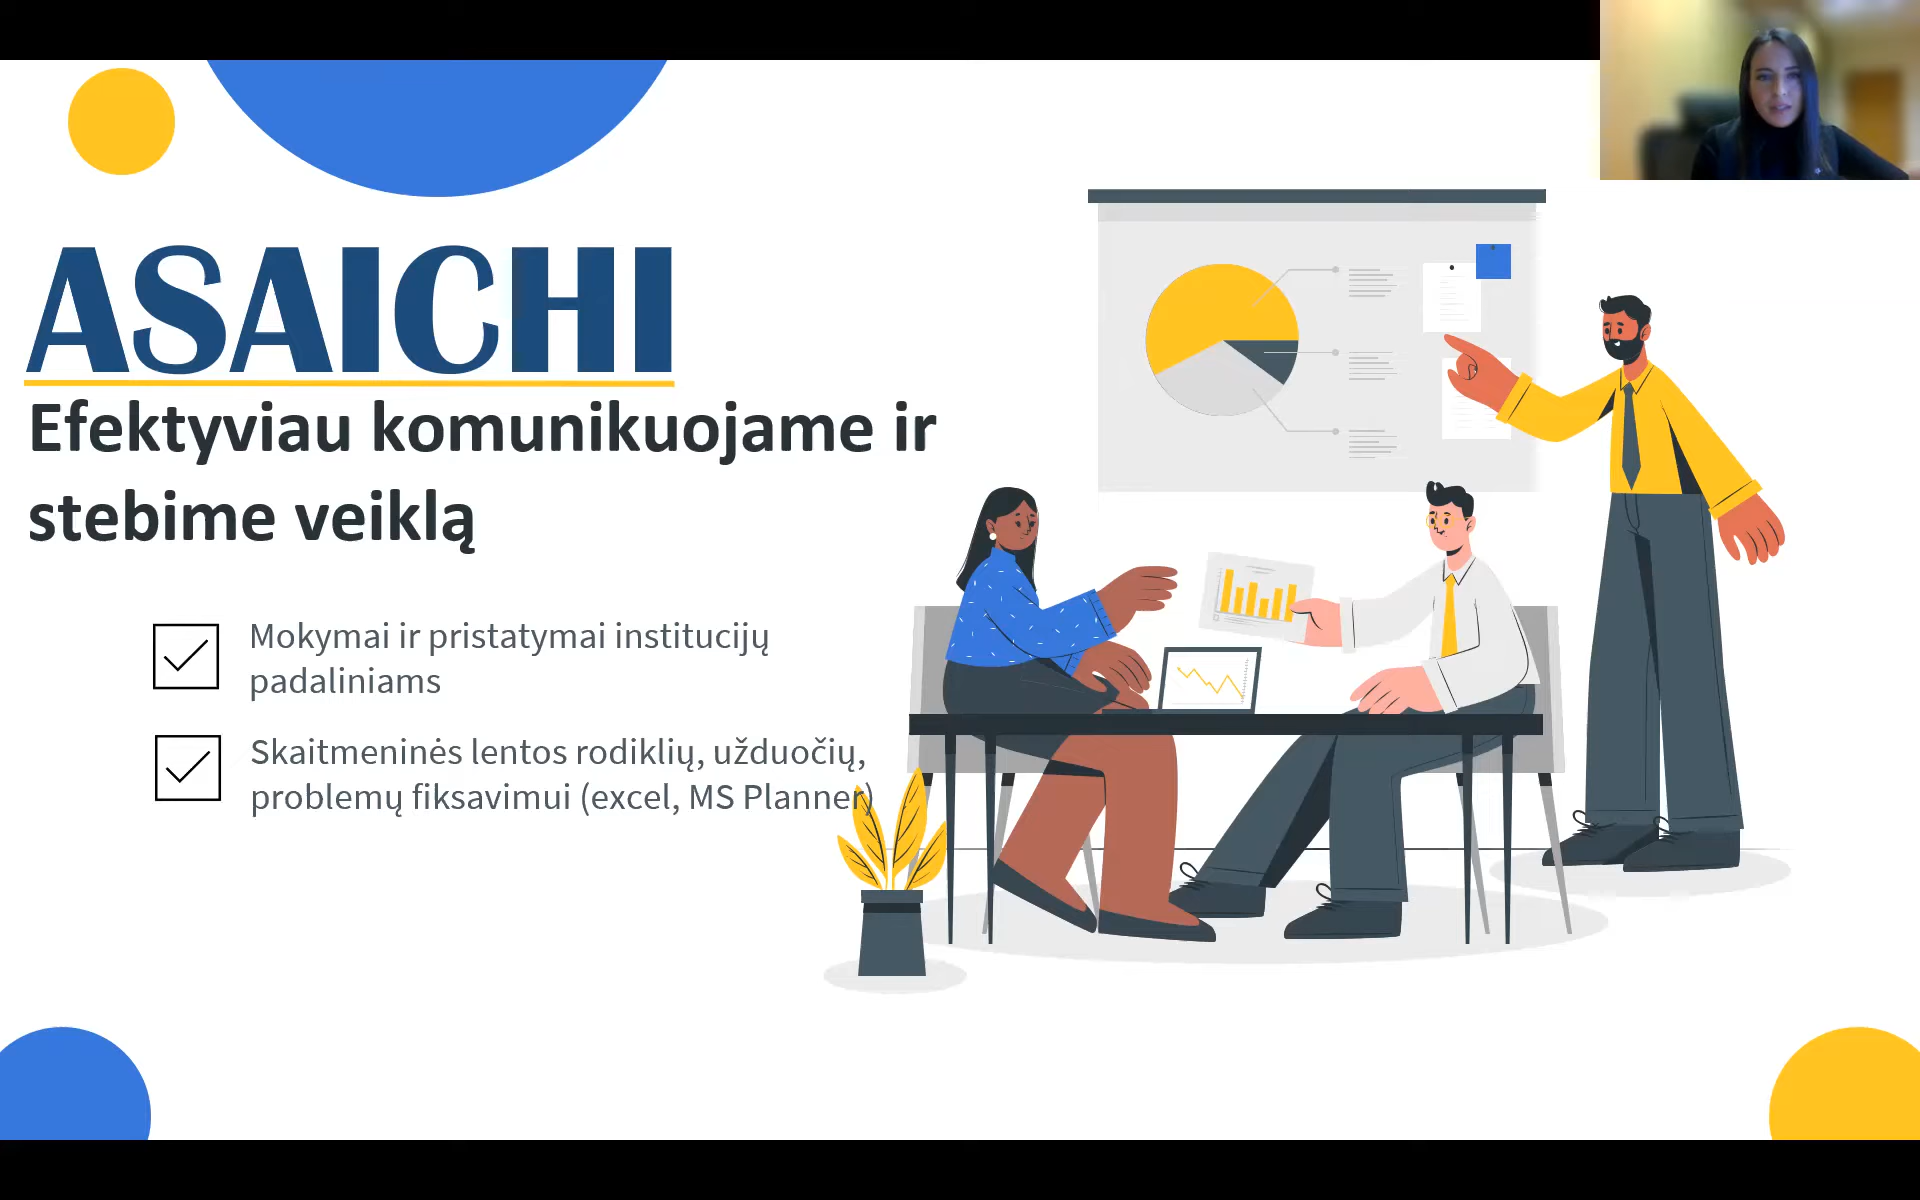 ASAICHI
Efektyviau komunikuojame ir
stebime veiklą
Mokymai ir pristatymai institucijų
padaliniams
Skaitmeninės lentos rodiklių, užduočių,
problemų fiksavimui (excel, MS Planner)